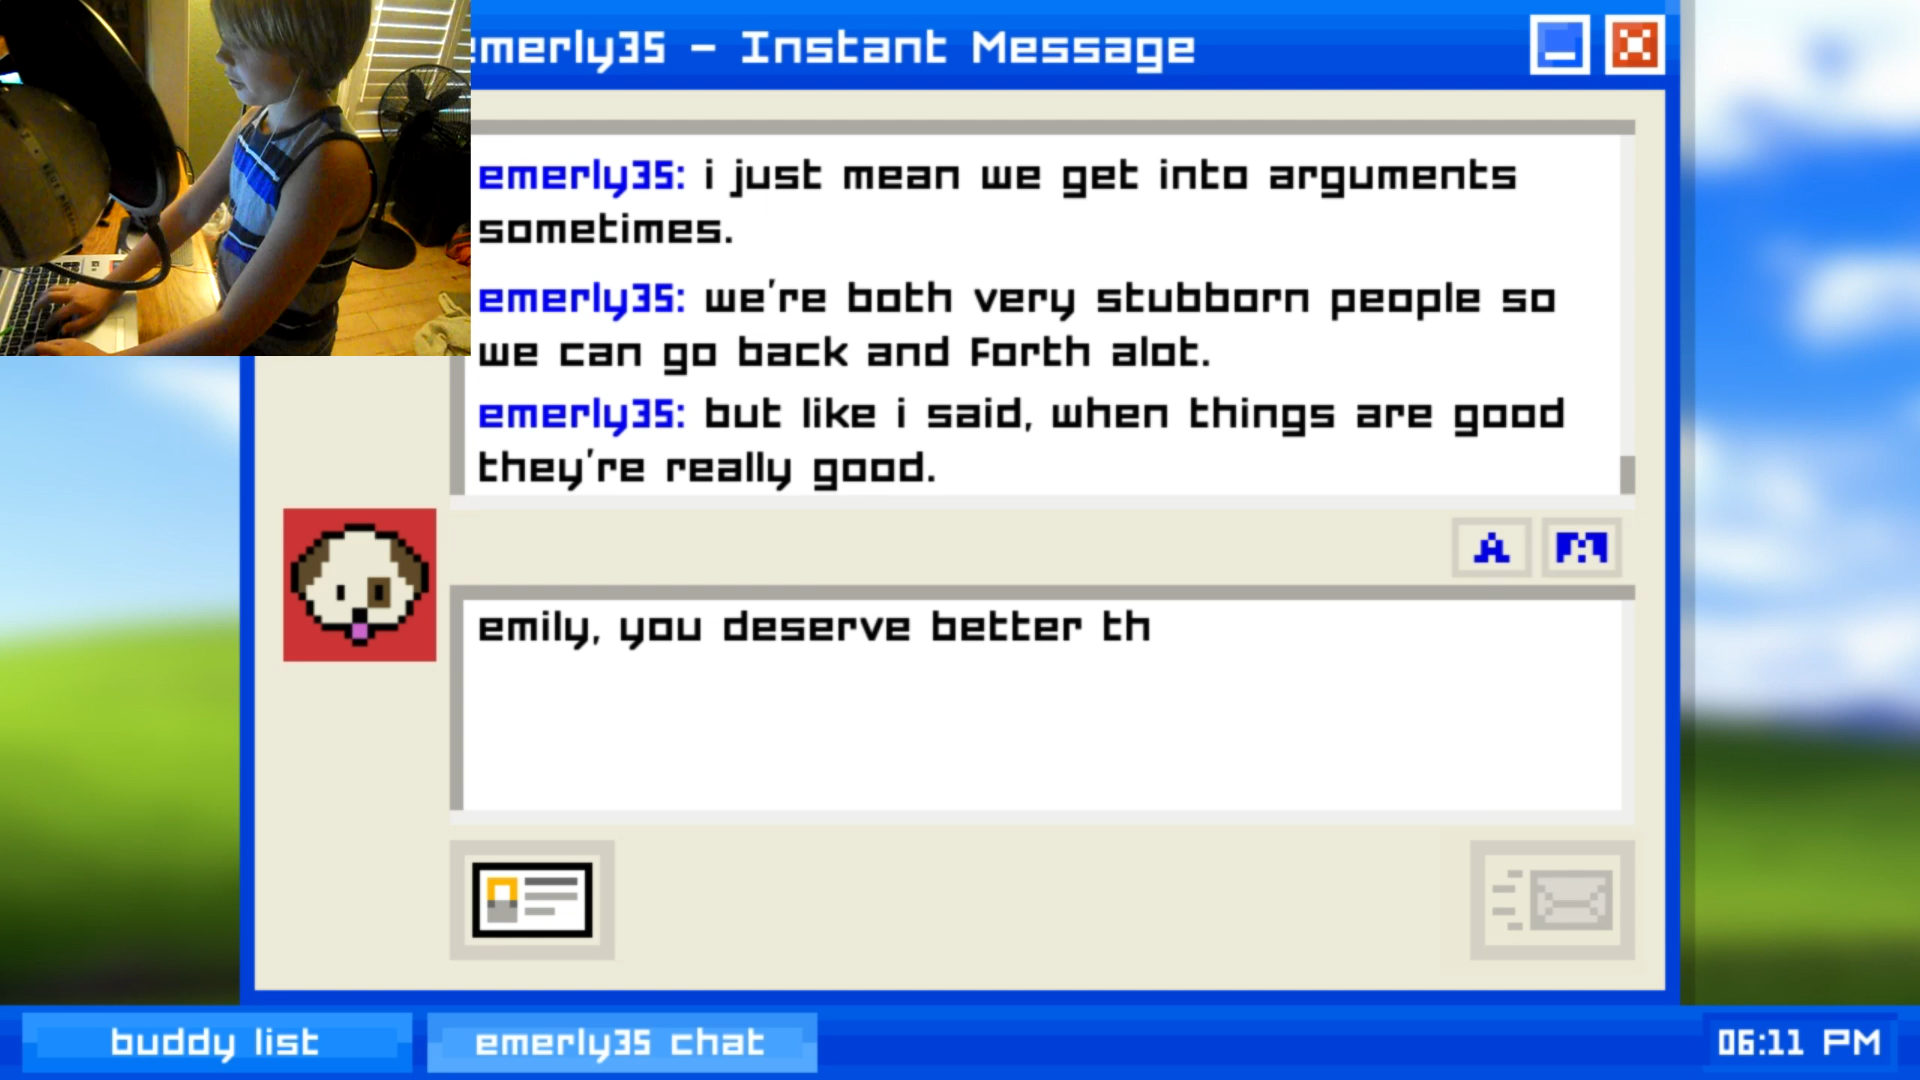 emerly35 - Instant Message
emerly35: i just mean we get into arguments
sometimes.
emerly35: we're both very stubborn people so
we can go back and forth alot.
emerly35: but like i said, when things are good
they're really good.
A
emily, you deserve better th
buddy list
emerly35 chat
06:11 PM